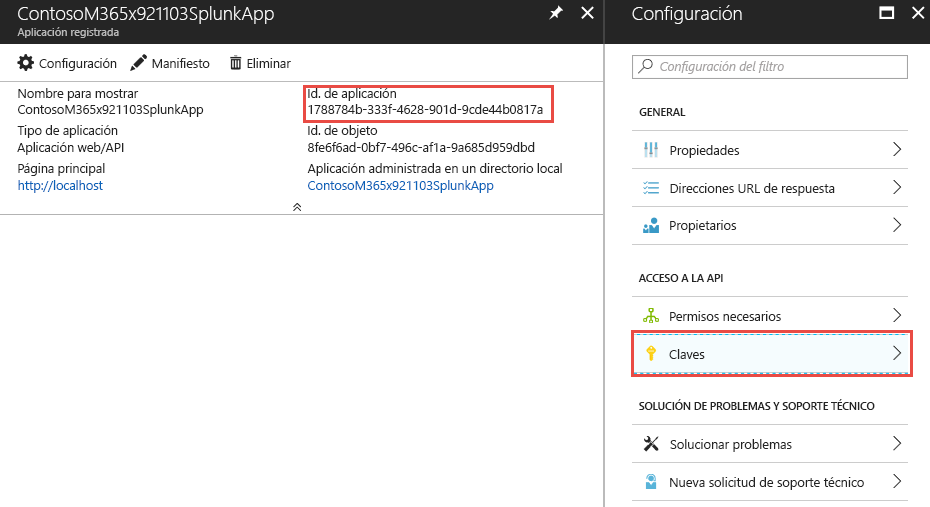 ContosoM365x921103SplunkApp
Aplicación registrada
Configuración
Manifiesto
Eliminar
Nombre para mostrar
ContosoM365x921103SplunkApp
Id. de aplicación
1788784b-333f-4628-901d-9cde44b0817a
Tipo de aplicación
Aplicación web/API
Id. de objeto
8fe6f6ad-0bf7-496c-af1a-9a685d959dbd
Página principal
http://localhost
Aplicación administrada en un directorio local
ContosoM365x921103SplunkApp
Configuración
Configuración del filtro
GENERAL
Propiedades
Direcciones URL de respuesta
Propietarios
ACCESO A LA API
Permisos necesarios
Claves
SOLUCIÓN DE PROBLEMAS Y SOPORTE TÉCNICO
Solucionar problemas
Nueva solicitud de soporte técnico